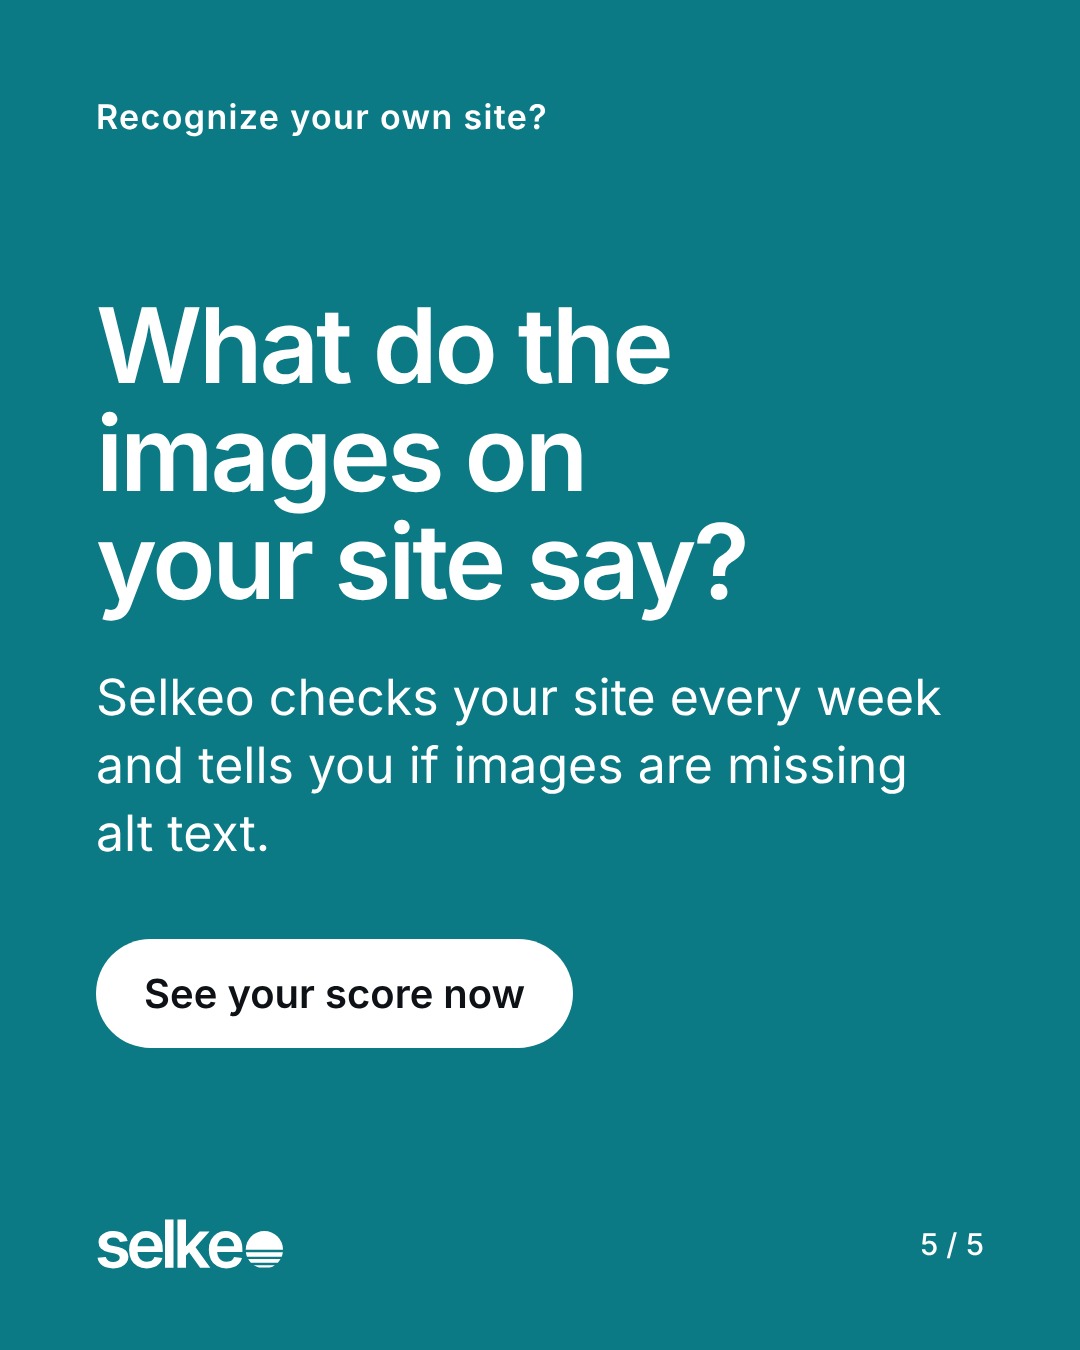 Recognize your own site?
What do the
images on
your site say?
Selkeo checks your site every week
and tells you if images are missing
alt text.
See your score now
selkeo
5 / 5